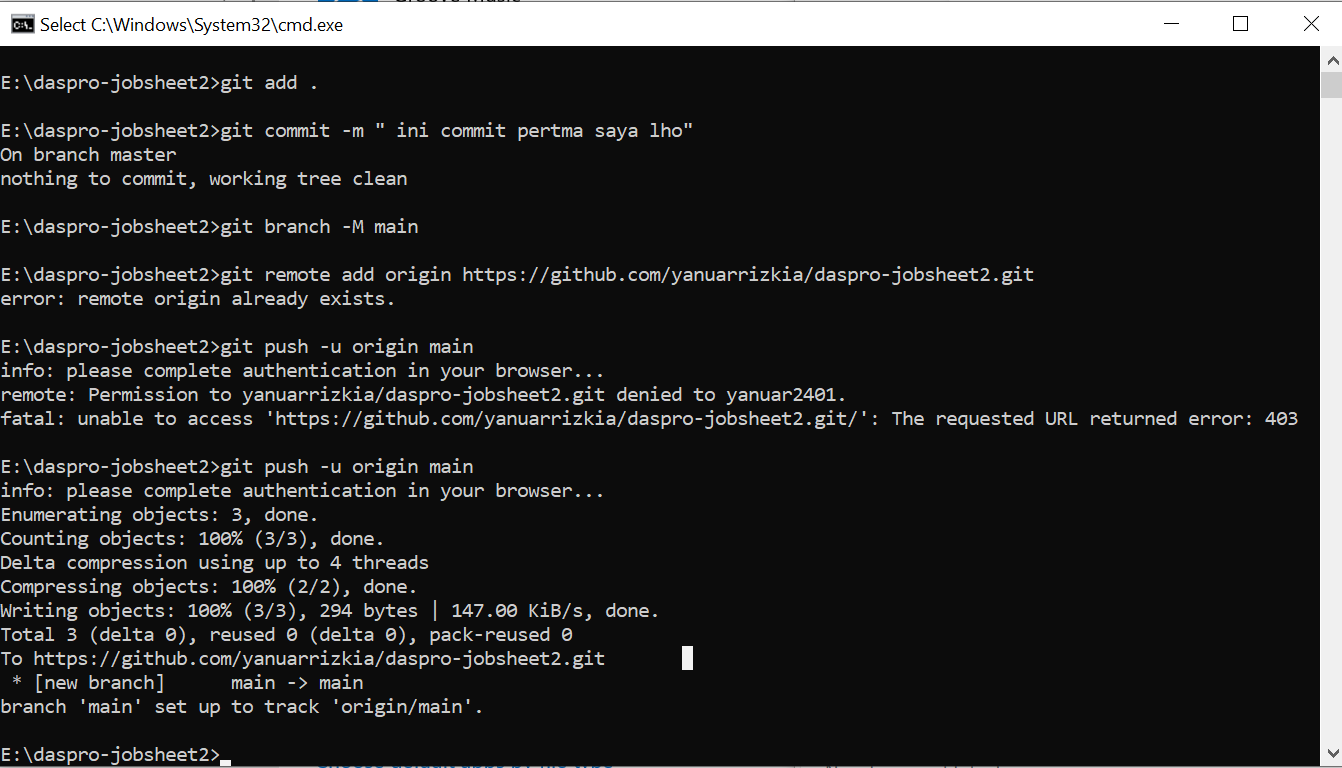 Select C:\Windows\System32\cmd.exe
E:\daspro-jobsheet2>git add .
E:\daspro-jobsheet2>git commit -m " ini commit pertma saya lho"
On branch master
nothing to commit, working tree clean
E:\daspro-jobsheet2>git branch -M main
E:\daspro-jobsheet2>git remote add origin https://github.com/yanuarrizkia/daspro-jobsheet2.git
error: remote origin already exists.
E:\daspro-jobsheet2>git push -u origin main
info: please complete authentication in your browser...
remote: Permission to yanuarrizkia/daspro-jobsheet2.git denied to yanuar2401.
fatal: unable to access 'https://github.com/yanuarrizkia/daspro-jobsheet2.git/': The requested URL returned error: 403
E:\daspro-jobsheet2>git push -u origin main
info: please complete authentication in your browser...
Enumerating objects: 3, done.
Counting objects: 100% (3/3), done.
Delta compression using up to 4 threads
Compressing objects: 100% (2/2), done.
Writing objects: 100% (3/3), 294 bytes | 147.00 KiB/s, done.
Total 3 (delta 0), reused 0 (delta 0), pack-reused 0
To https://github.com/yanuarrizkia/daspro-jobsheet2.git
 * [new branch]      main -> main
branch 'main' set up to track 'origin/main'.
E:\daspro-jobsheet2>